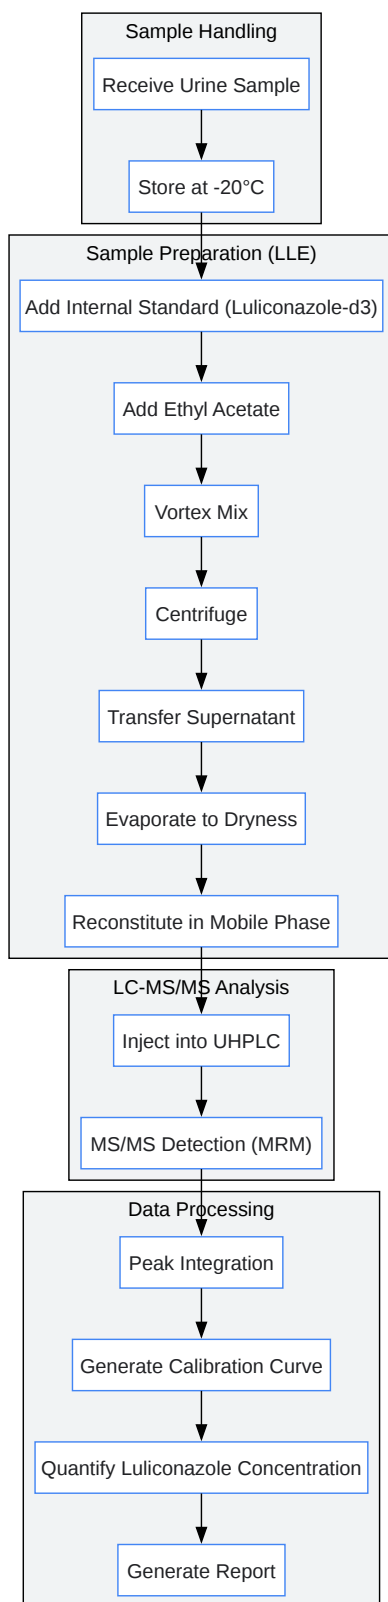 Sample Handling
Receive Urine Sample
Store at -20°C
Sample Preparation (LLE)
Add Internal Standard (Luliconazole-d3)
Add Ethyl Acetate
Vortex Mix
Centrifuge
Transfer Supernatant
Evaporate to Dryness
Reconstitute in Mobile Phase
LC-MS/MS Analysis
Inject into UHPLC
MS/MS Detection (MRM)
Data Processing
Peak Integration
Generate Calibration Curve
Quantify Luliconazole Concentration
Generate Report